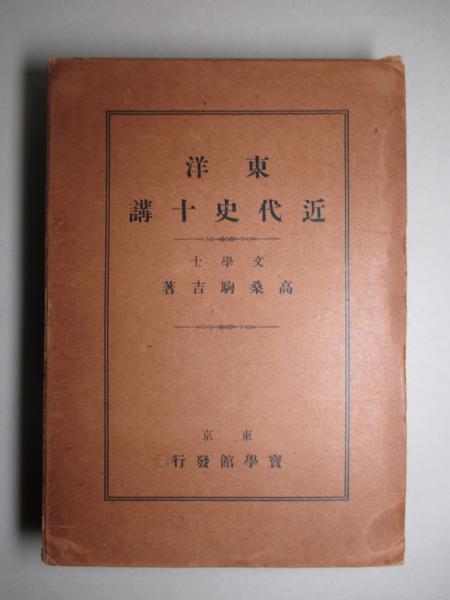 東洋
近代史十講
文學士
高桑駒吉著
東京
寳學館發行